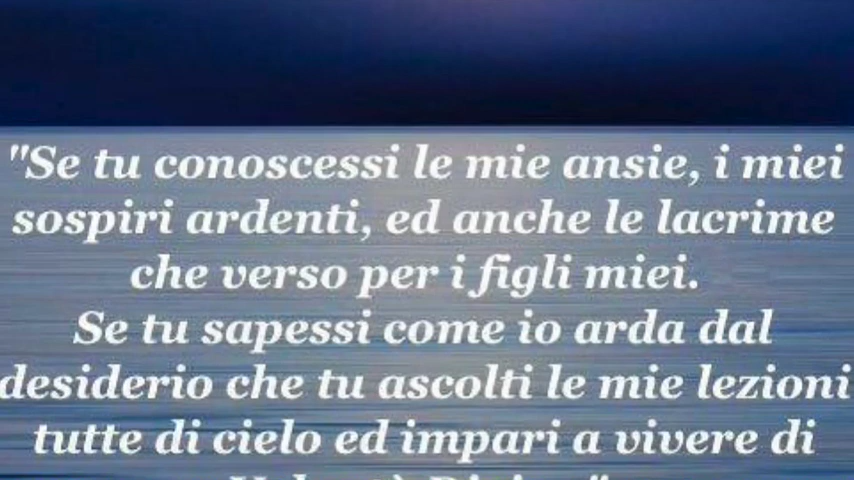 "Se tu conoscessi le mie ansie, i miei
sospiri ardenti, ed anche le lacrime
che verso per i figli miei.
Se tu sapessi come io arda dal
desiderio che tu ascolti le mie lezioni
tutte di cielo ed impari a vivere di